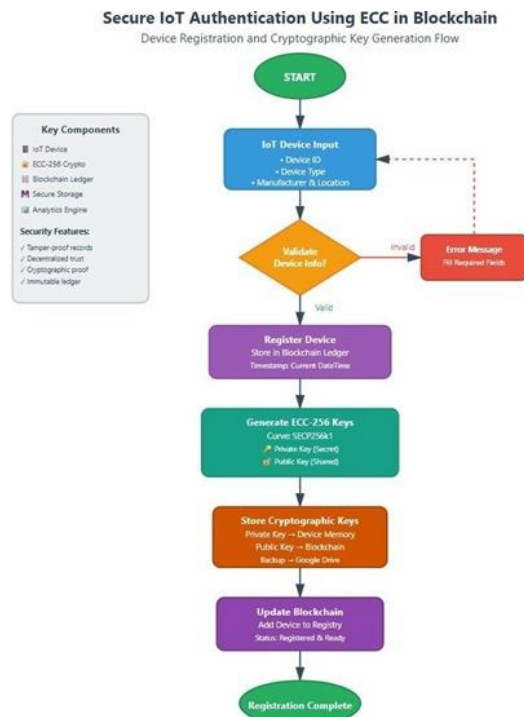 Secure IoT Authentication Using ECC in Blockchain
Device Registration and Cryptographic Key Generation Flow
START
Key Components
IoT Device
ECC-256 Crypto
Blockchain Ledger
Secure Storage
Analytics Engine
Security Features:
✓ Tamper-proof records
✓ Decentralized trust
✓ Cryptographic proof
✓ Immutable ledger
IoT Device Input
• Device ID
• Device Type
• Manufacturer & Location
Validate
Device Info?
Invalid
Error Message
Fill Required Fields
Valid
Register Device
Store in Blockchain Ledger
Timestamp: Current DateTime
Generate ECC-256 Keys
Curve: SECP256k1
Private Key (Secret)
Public Key (Shared)
Store Cryptographic Keys
Private Key → Device Memory
Public Key → Blockchain
Backup → Google Drive
Update Blockchain
Add Device to Registry
Status: Registered & Ready
Registration Complete